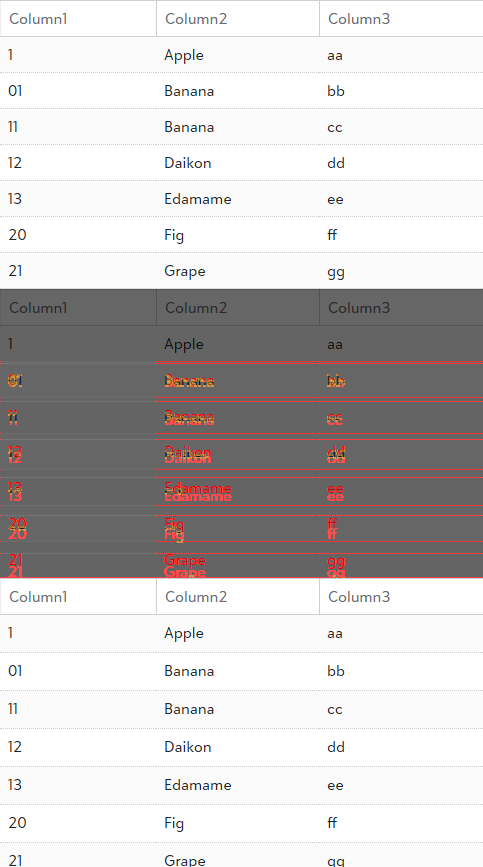 Column1 Column2 Column3
1 Apple aa
01 Banana bb
11 Banana cc
12 Daikon dd
13 Edamame ee
20 Fig ff
21 Grape gg
Column1 Column2 Column3
1 Apple aa
01 Banana bb
11 Banana cc
12 Daikon dd
13 Edamame ee
20 Fig ff
21 Grape gg
Column1 Column2 Column3
1 Apple aa
01 Banana bb
11 Banana cc
12 Daikon dd
13 Edamame ee
20 Fig ff
21 Grape gg